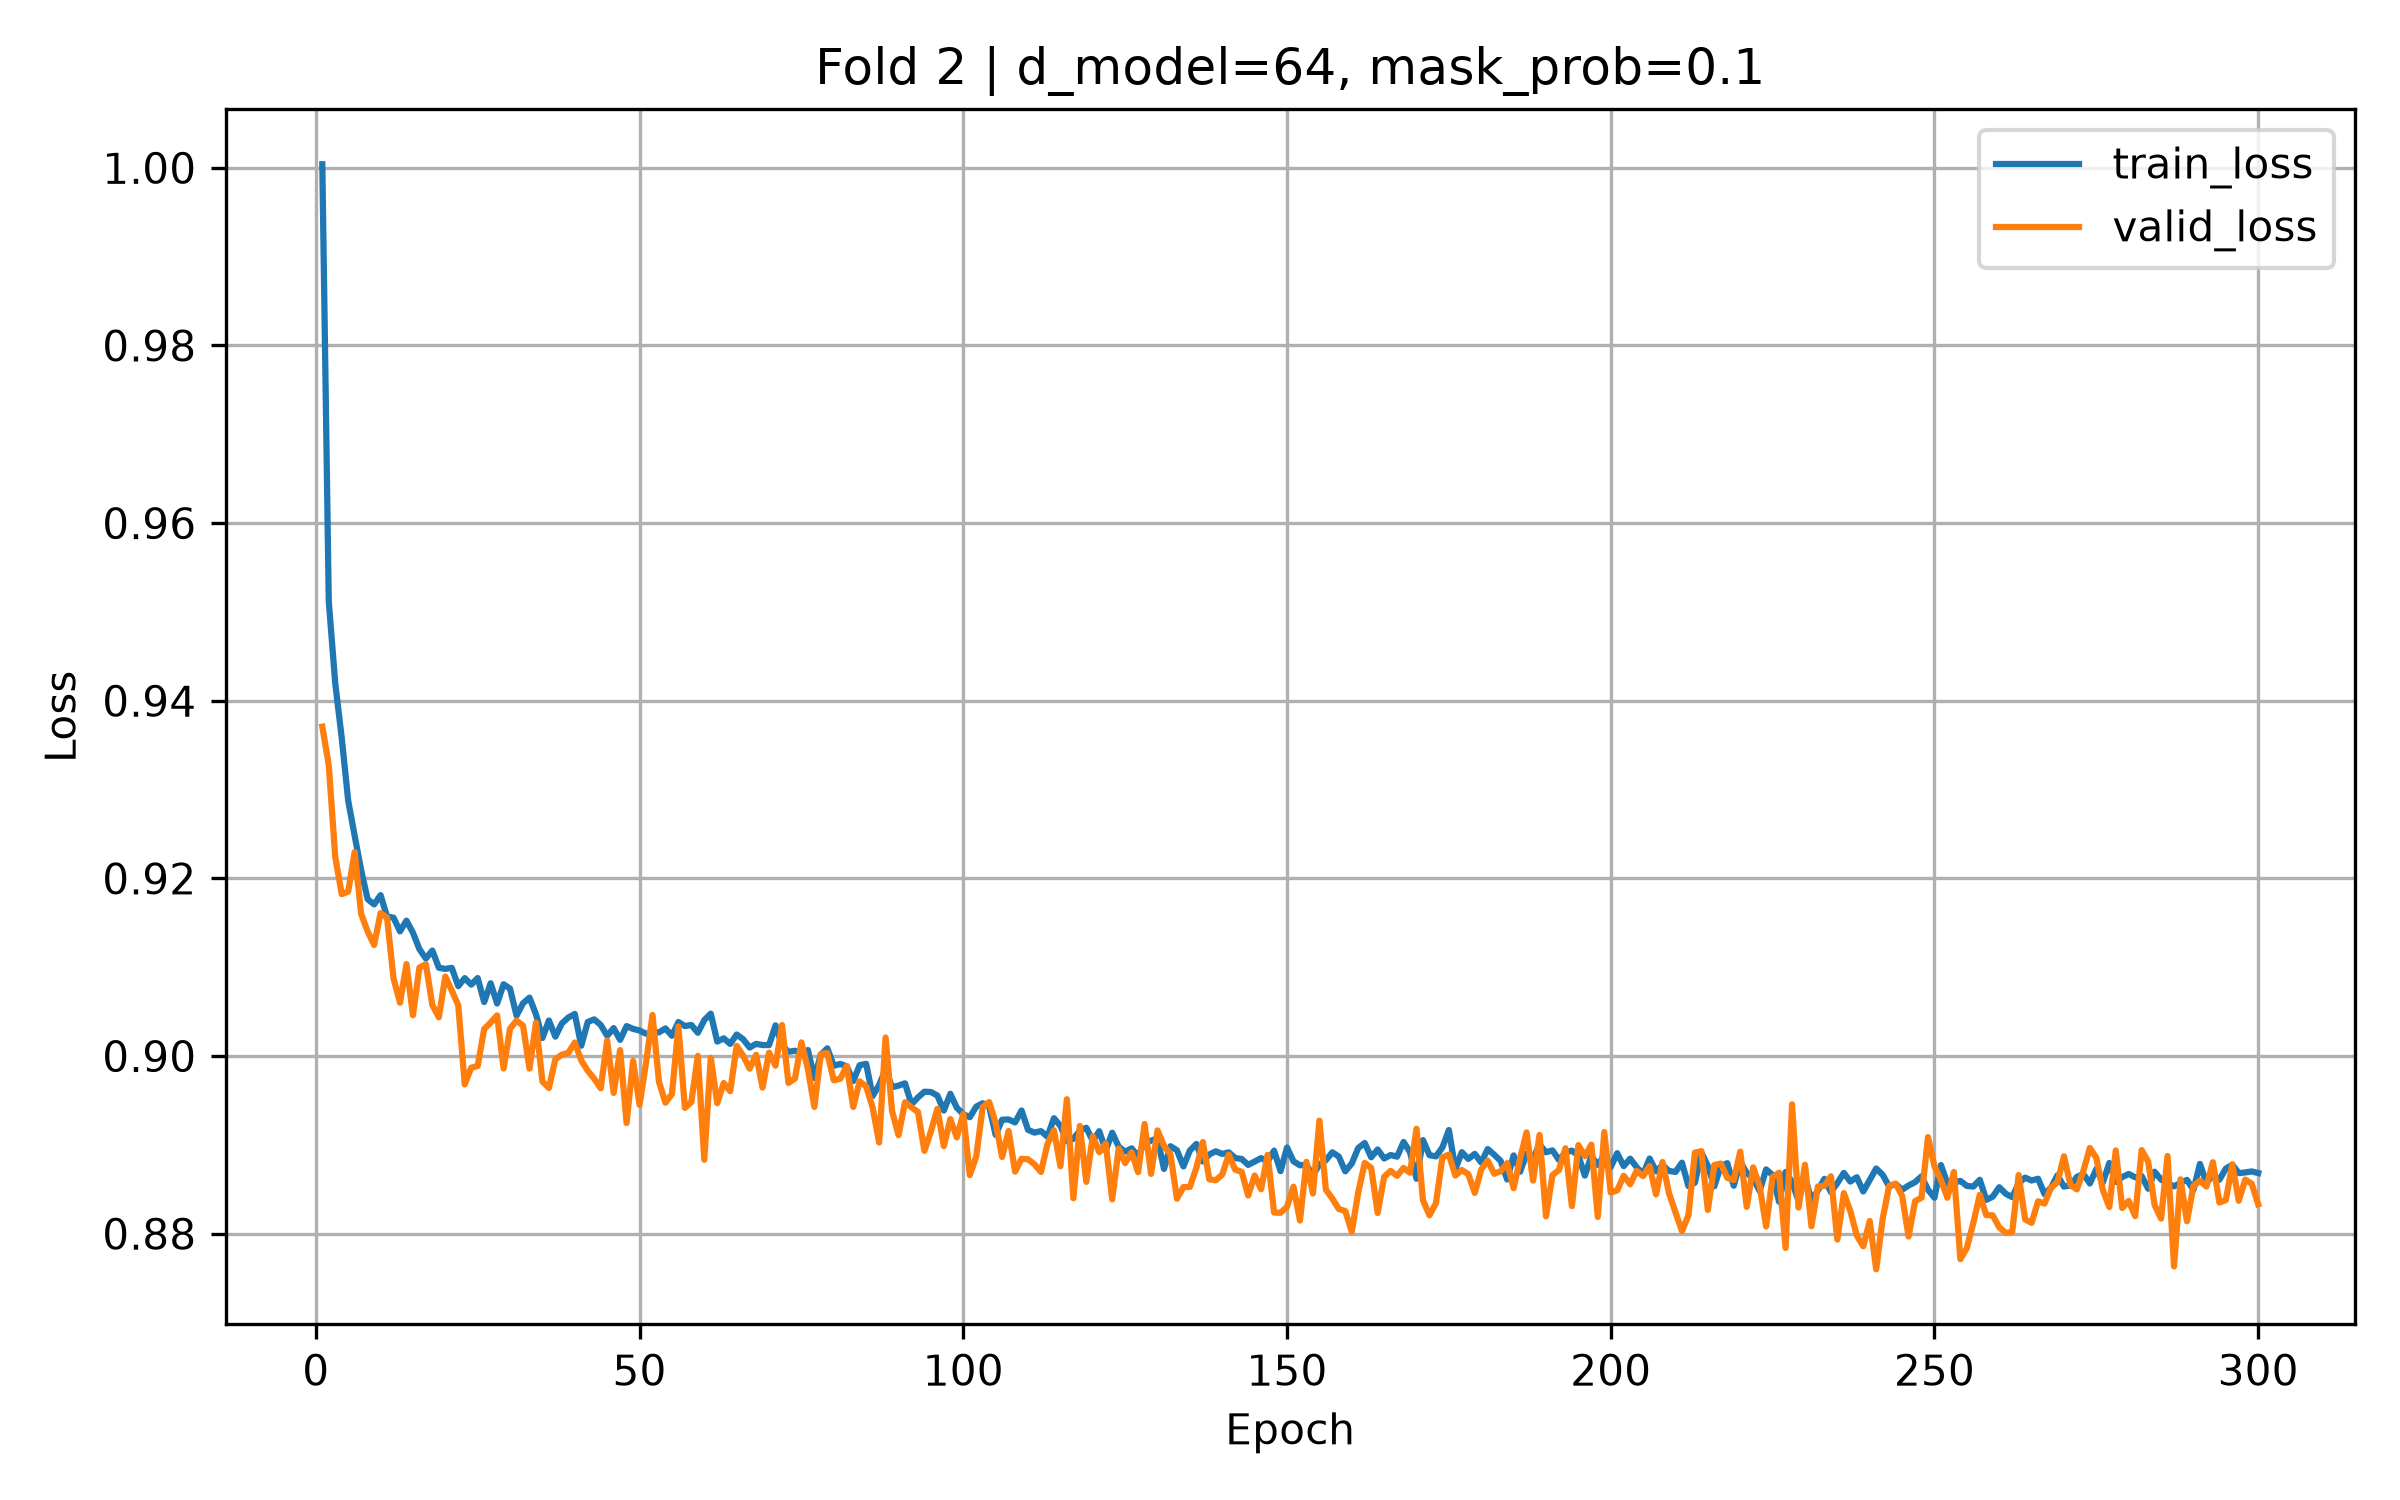 Fold 2 | d_model=64, mask_prob=0.1
train_loss
valid_loss
1.00
0.98
0.96
0.94
0.92
0.90
0.88
Loss
0 50 100 150 200 250 300
Epoch